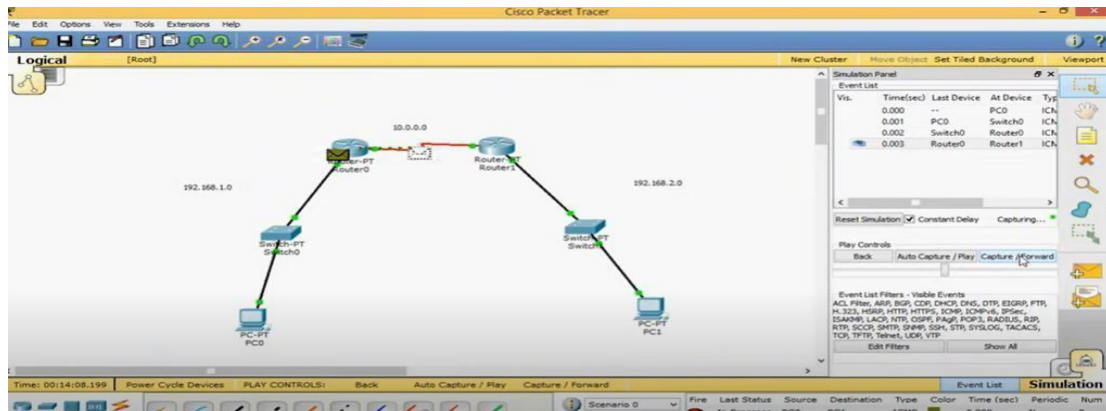 Cisco Packet Tracer
File Edit Options View Tools Extensions Help
Logical [Root] New Cluster Move Object Set Tiled Background Viewport
Simulation Panel
Event List
Vis. Time(sec) Last Device At Device Typ
0.000 -- PC0 ICM
0.001 PC0 Switch0 ICM
0.002 Switch0 Router0 ICM
0.003 Router0 Router1 ICM
Reset Simulation Constant Delay Capturing...
Play Controls
Back Auto Capture / Play Capture / Forward
Event List Filters - Visible Events
ACL Filter, ARP, BGP, CDP, DHCP, DNS, DTP, EIGRP, FTP,
H.323, HSRP, HTTP, HTTPS, ICMP, ICMPv6, IPSec,
ISAKMP, LACP, NTP, OSPF, PAgP, POP3, RADIUS, RIP,
RTP, SCCP, SMTP, SNMP, SSH, STP, SYSLOG, TACACS,
TCP, TFTP, Telnet, UDP, VTP
Edit Filters Show All
10.0.0.0
Router-PT
Router0
Router-PT
Router1
192.168.1.0
192.168.2.0
Switch-PT
Switch0
Switch-PT
PC-PT
PC0
PC-PT
PC1
Time: 00:14:08.199 Power Cycle Devices PLAY CONTROLS: Back Auto Capture / Play Capture / Forward Event List Simulation
Scenario 0 Fire Last Status Source Destination Type Color Time (sec) Periodic Num